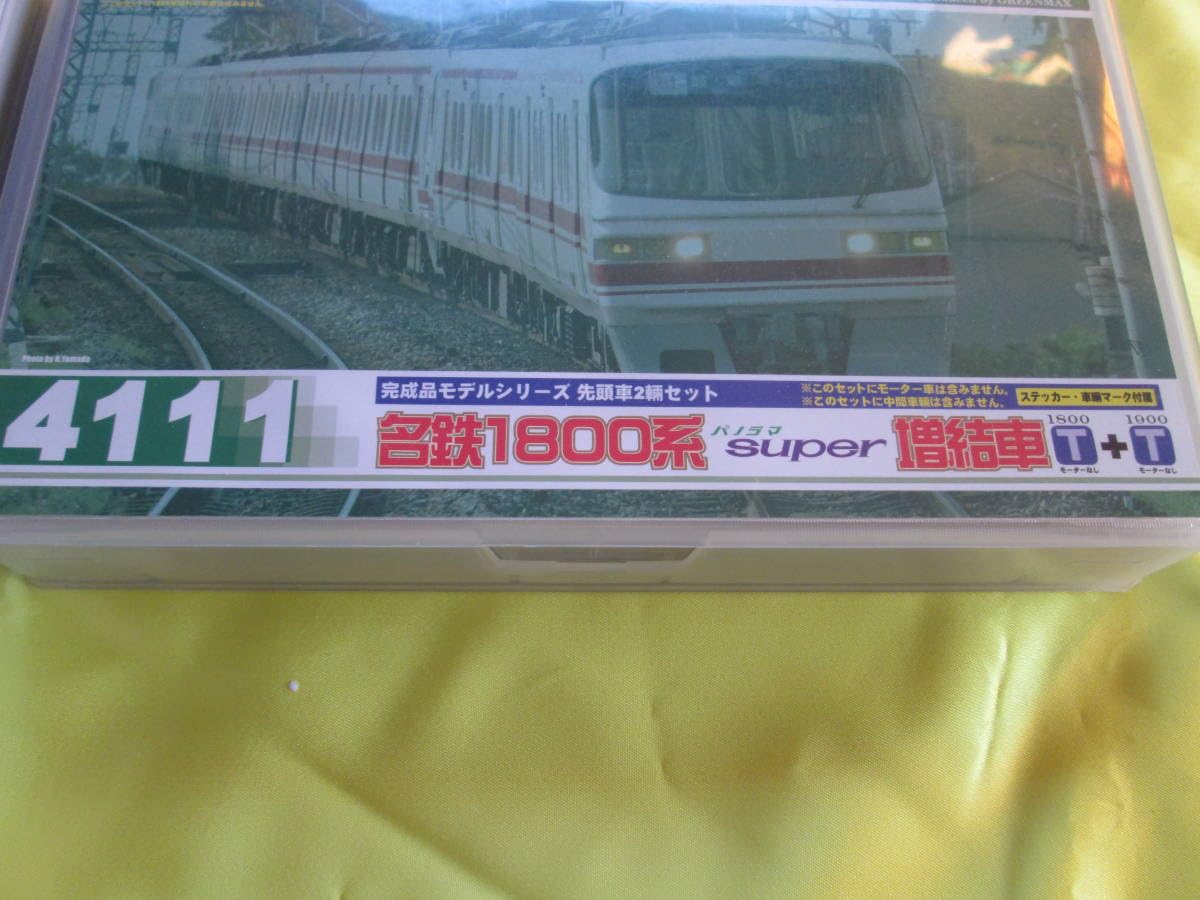 by GREENMAX
Photo by H.Yamada
4111
完成品モデルシリーズ 先頭車2輛セット
※このセットにモーター車は含みません。
※このセットに中間車輛は含みません。
ステッカー・車輛マーク付属
名鉄1800系 パノラマ super 増結車
1800 T モーターなし + 1900 T モーターなし